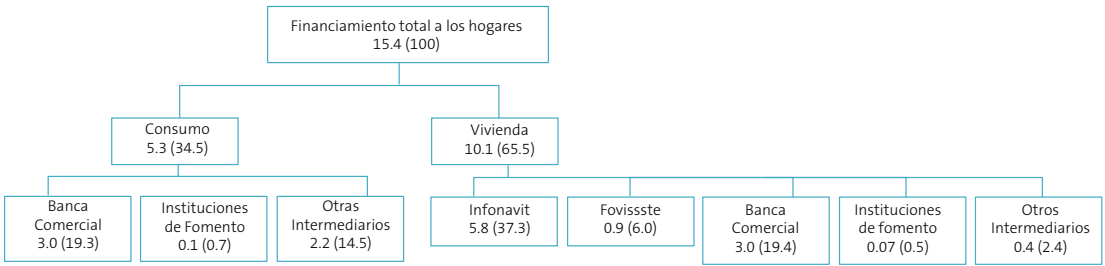 Financiamiento total a los hogares
15.4 (100)
Consumo
5.3 (34.5)
Vivienda
10.1 (65.5)
Banca
Comercial
3.0 (19.3)
Instituciones
de Fomento
0.1 (0.7)
Otras
Intermediarios
2.2 (14.5)
Infonavit
5.8 (37.3)
Fovissste
0.9 (6.0)
Banca
Comercial
3.0 (19.4)
Instituciones
de fomento
0.07 (0.5)
Otros
Intermediarios
0.4 (2.4)